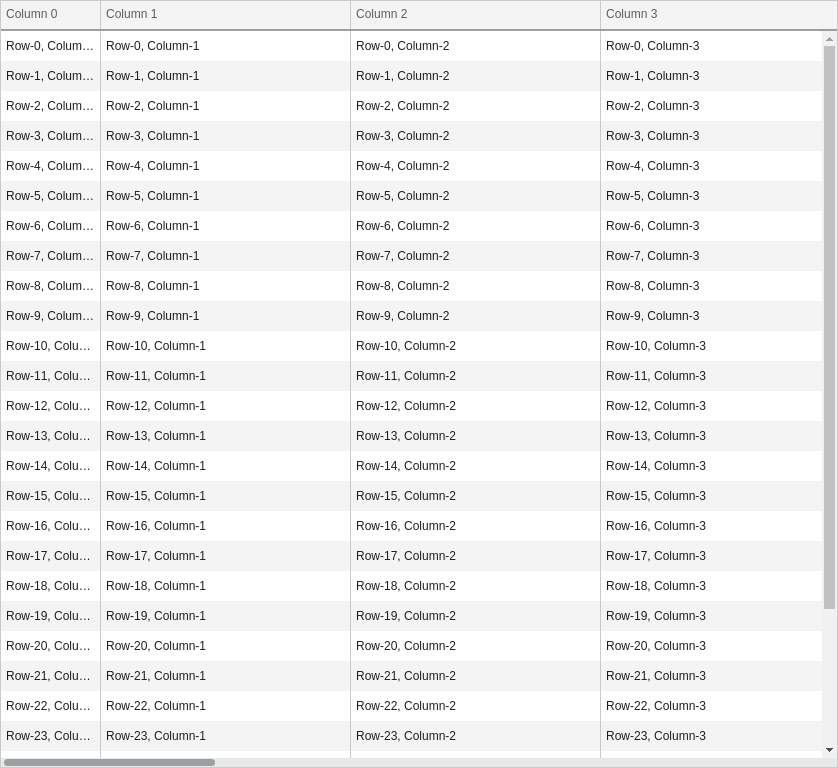 Column 0 Column 1 Column 2 Column 3
Row-0, Colum… Row-0, Column-1 Row-0, Column-2 Row-0, Column-3
Row-1, Colum… Row-1, Column-1 Row-1, Column-2 Row-1, Column-3
Row-2, Colum… Row-2, Column-1 Row-2, Column-2 Row-2, Column-3
Row-3, Colum… Row-3, Column-1 Row-3, Column-2 Row-3, Column-3
Row-4, Colum… Row-4, Column-1 Row-4, Column-2 Row-4, Column-3
Row-5, Colum… Row-5, Column-1 Row-5, Column-2 Row-5, Column-3
Row-6, Colum… Row-6, Column-1 Row-6, Column-2 Row-6, Column-3
Row-7, Colum… Row-7, Column-1 Row-7, Column-2 Row-7, Column-3
Row-8, Colum… Row-8, Column-1 Row-8, Column-2 Row-8, Column-3
Row-9, Colum… Row-9, Column-1 Row-9, Column-2 Row-9, Column-3
Row-10, Colu… Row-10, Column-1 Row-10, Column-2 Row-10, Column-3
Row-11, Colu… Row-11, Column-1 Row-11, Column-2 Row-11, Column-3
Row-12, Colu… Row-12, Column-1 Row-12, Column-2 Row-12, Column-3
Row-13, Colu… Row-13, Column-1 Row-13, Column-2 Row-13, Column-3
Row-14, Colu… Row-14, Column-1 Row-14, Column-2 Row-14, Column-3
Row-15, Colu… Row-15, Column-1 Row-15, Column-2 Row-15, Column-3
Row-16, Colu… Row-16, Column-1 Row-16, Column-2 Row-16, Column-3
Row-17, Colu… Row-17, Column-1 Row-17, Column-2 Row-17, Column-3
Row-18, Colu… Row-18, Column-1 Row-18, Column-2 Row-18, Column-3
Row-19, Colu… Row-19, Column-1 Row-19, Column-2 Row-19, Column-3
Row-20, Colu… Row-20, Column-1 Row-20, Column-2 Row-20, Column-3
Row-21, Colu… Row-21, Column-1 Row-21, Column-2 Row-21, Column-3
Row-22, Colu… Row-22, Column-1 Row-22, Column-2 Row-22, Column-3
Row-23, Colu… Row-23, Column-1 Row-23, Column-2 Row-23, Column-3